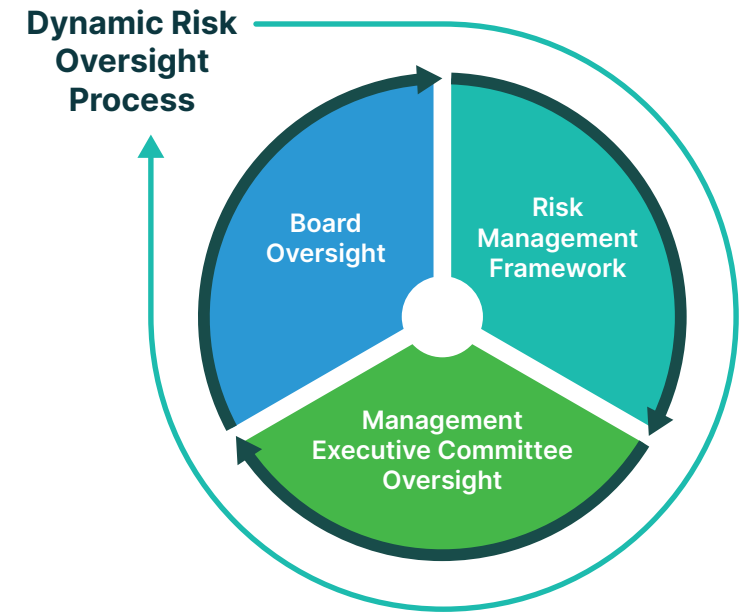 Dynamic Risk
Oversight
Process
Board
Oversight
Risk
Management
Framework
Management
Executive Committee
Oversight